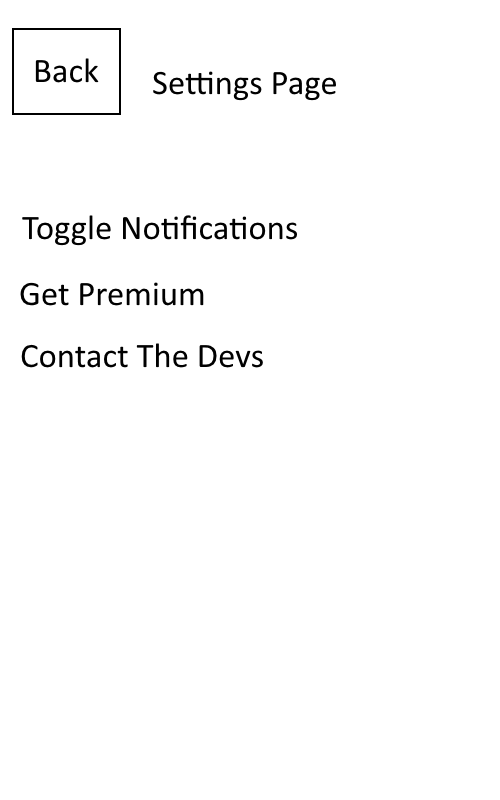 Back
Settings Page
Toggle Notifications
Get Premium
Contact The Devs